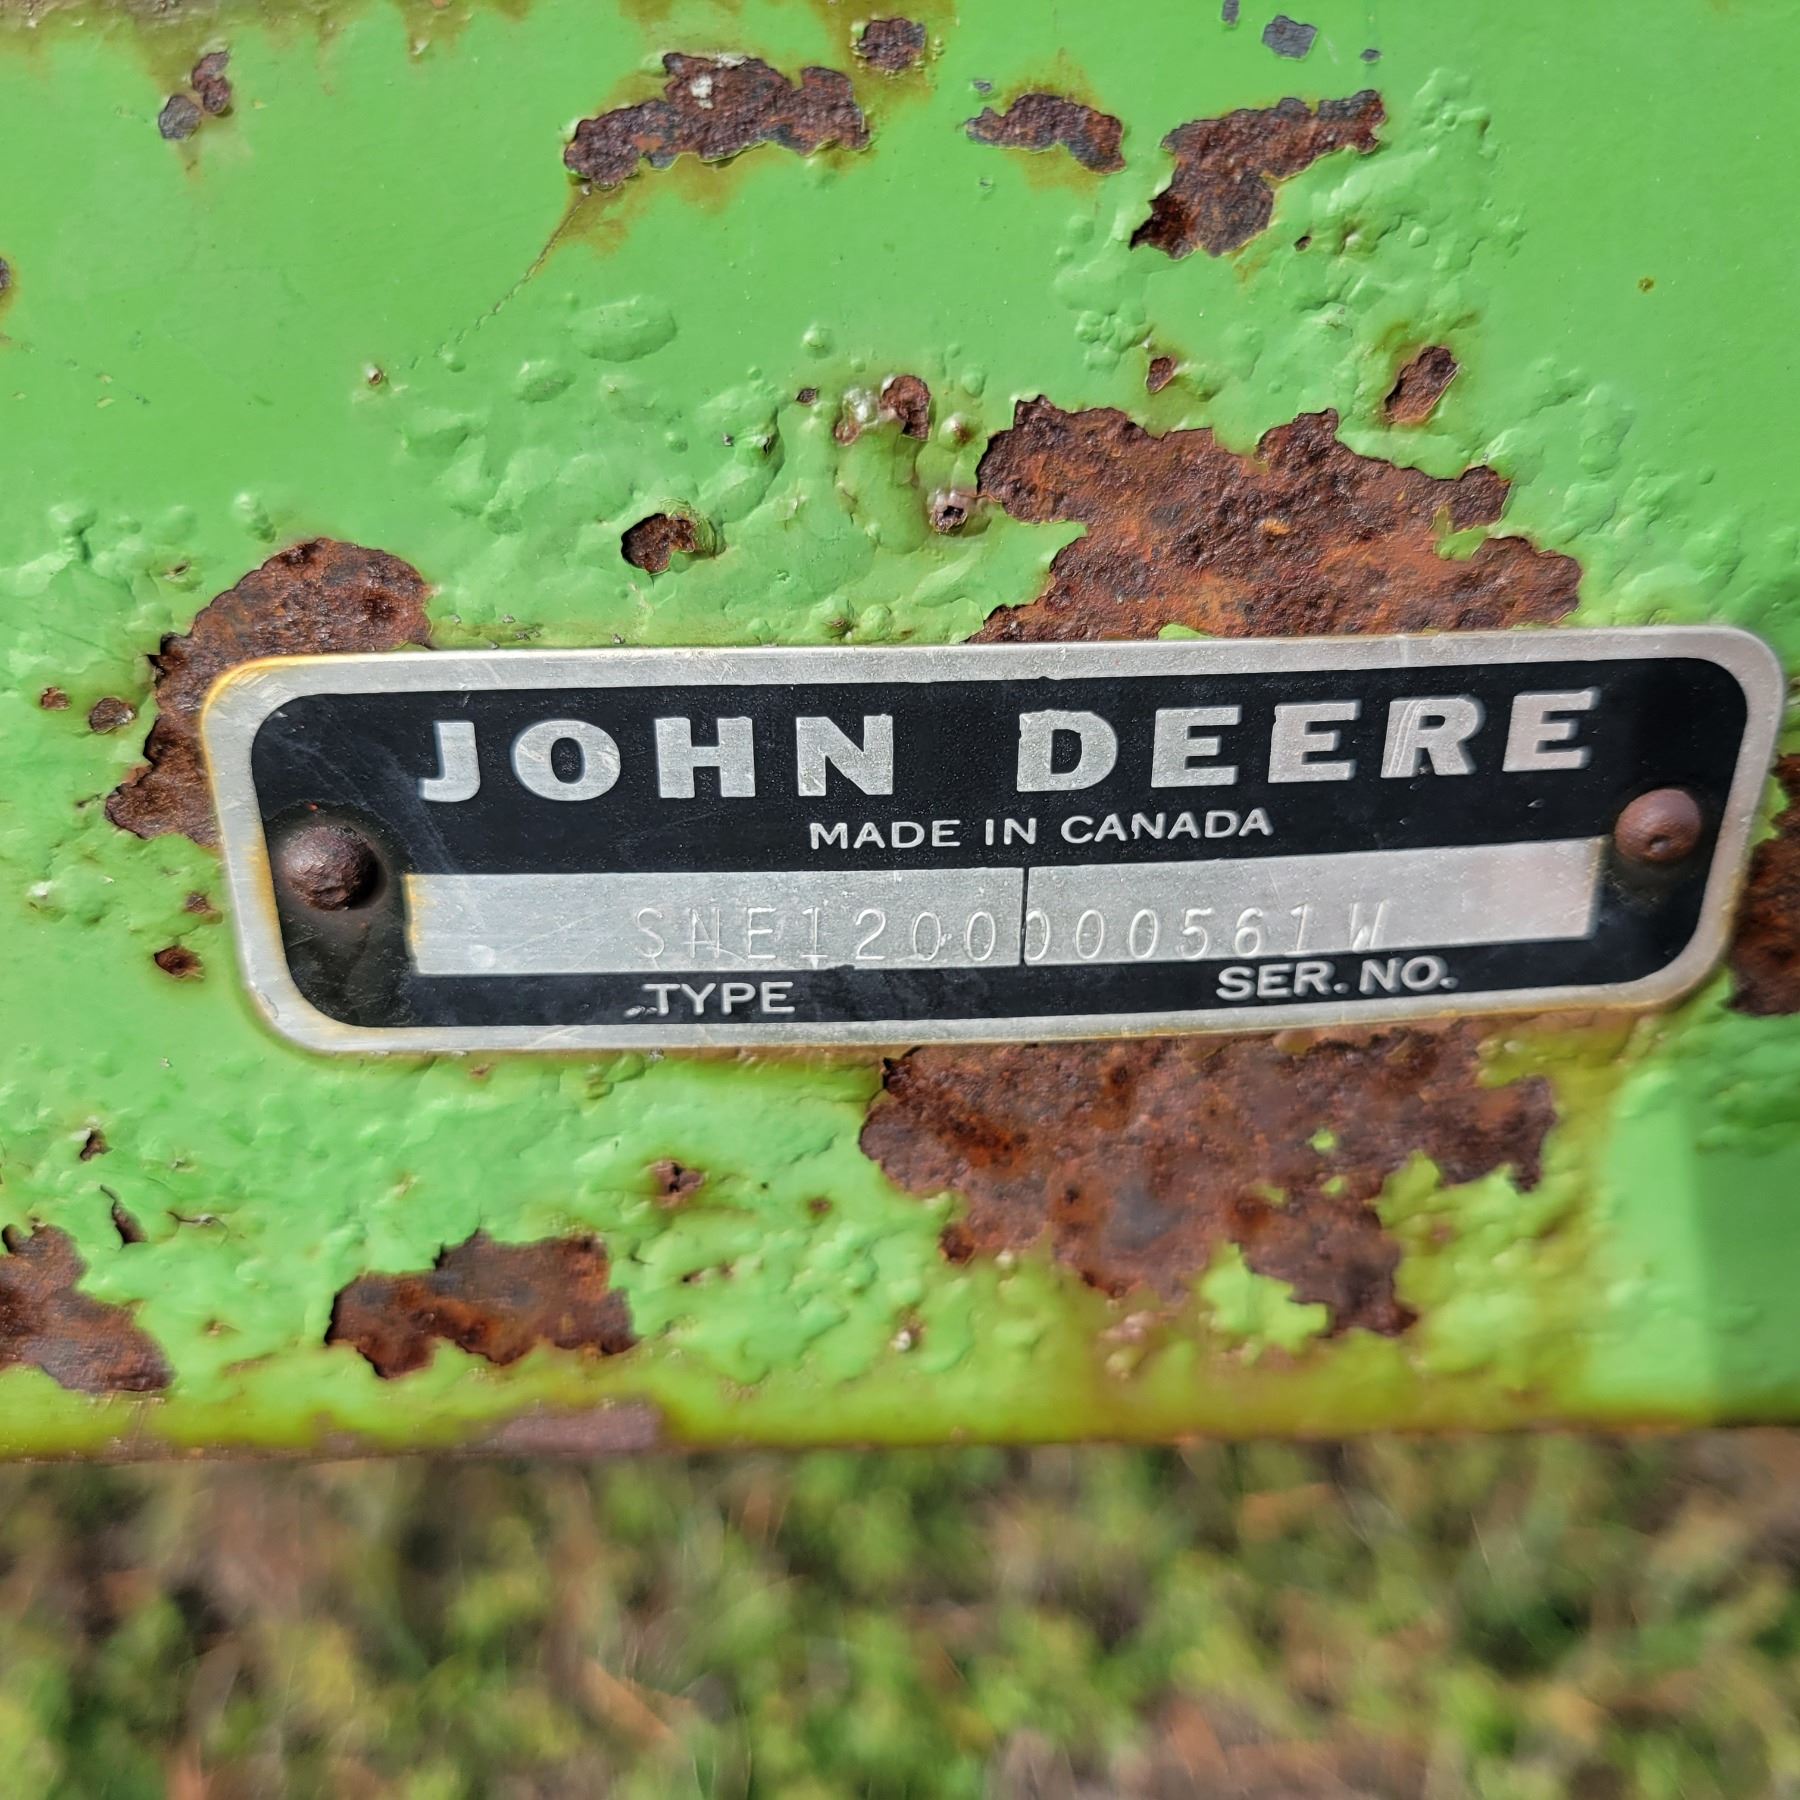 JOHN DEERE
MADE IN CANADA
SNE1200000561W
TYPE SER. NO.